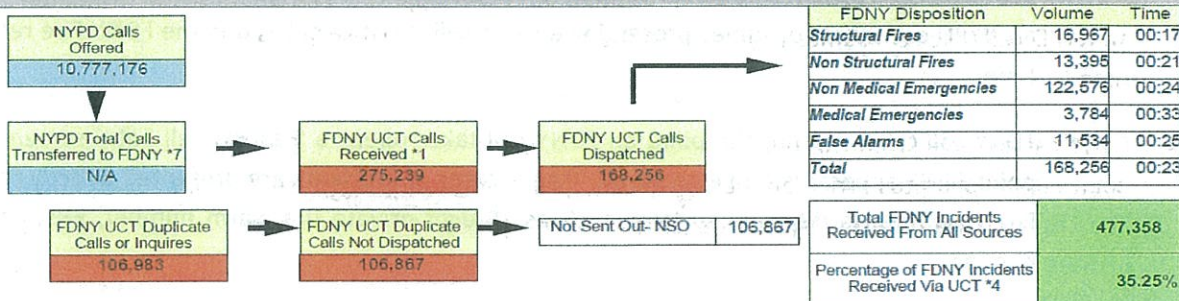 NYPD Calls
Offered
10,777,176
NYPD Total Calls
Transferred to FDNY *7
N/A
FDNY UCT Calls
Received *1
275,239
FDNY UCT Calls
Dispatched
168,256
FDNY UCT Duplicate
Calls or Inquires
106,983
FDNY UCT Duplicate
Calls Not Dispatched
106,867
Not Sent Out- NSO 106,867
FDNY Disposition Volume Time
Structural Fires 16,967 00:17
Non Structural Fires 13,395 00:21
Non Medical Emergencies 122,576 00:24
Medical Emergencies 3,784 00:33
False Alarms 11,534 00:25
Total 168,256 00:23
Total FDNY Incidents
Received From All Sources
477,358
Percentage of FDNY Incidents
Received Via UCT *4
35.25%